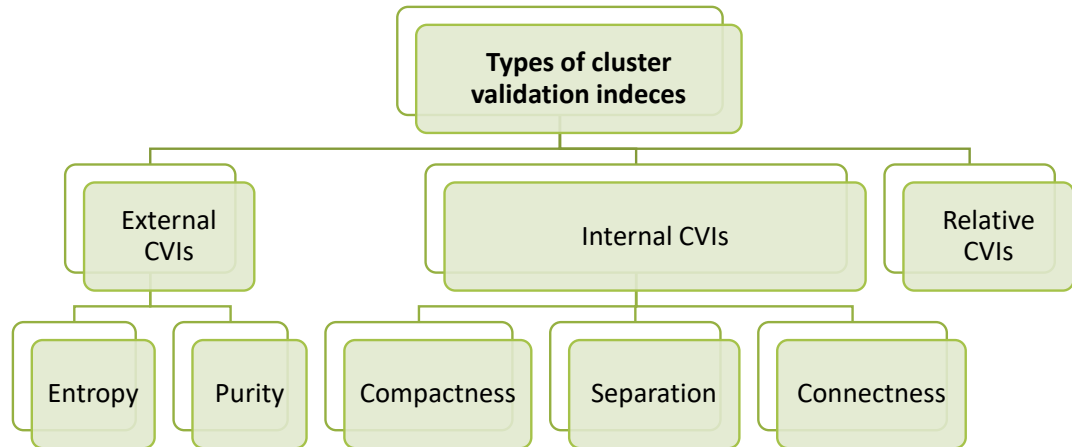 Types of cluster
validation indeces
External
CVIs
Internal CVIs
Relative
CVIs
Entropy
Purity
Compactness
Separation
Connectness